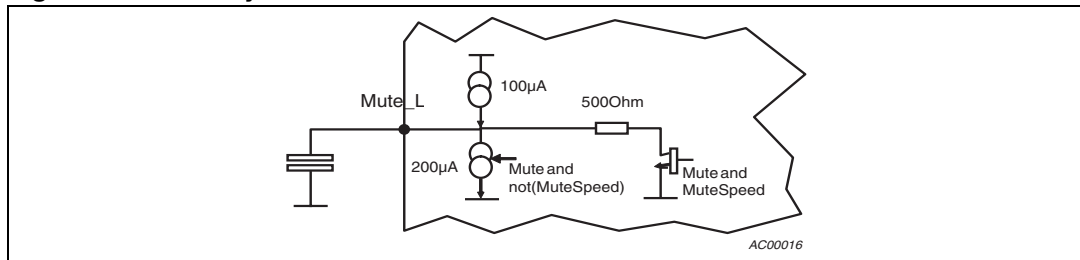 100µA
Mute_L
500Ohm
200µA
Mute and
not(MuteSpeed)
Mute and
MuteSpeed
AC00016